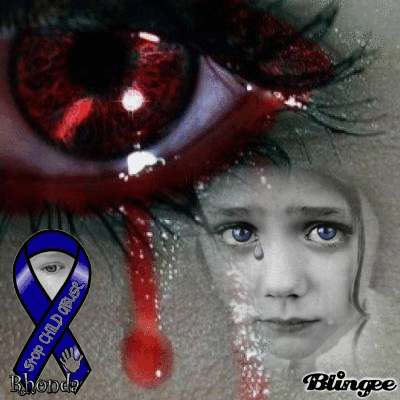 STOP CHILD ABUSE
Rhonda
Blingee